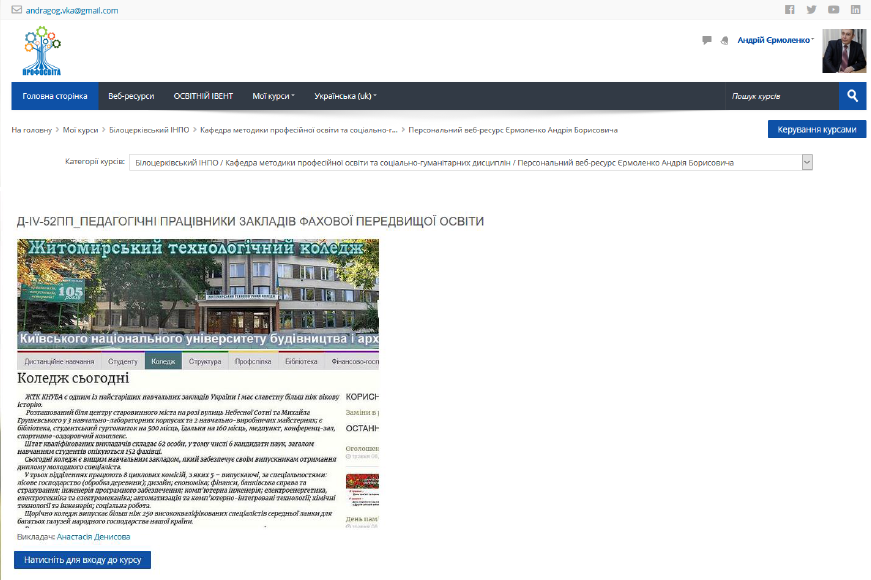 andragog.vka@gmail.com
ПРОФОСВІТА
Андрій Єрмоленко
Головна сторінка Веб-ресурси ОСВІТНІЙ ІВЕНТ Мої курси Українська (uk) Пошук курсів
На головну > Мої курси > Білоцерківський ІНПО > Кафедра методики професійної освіти та соціально-г... > Персональний веб-ресурс Єрмоленко Андрія Борисовича
Керування курсами
Категорії курсів: Білоцерківський ІНПО / Кафедра методики професійної освіти та соціально-гуманітарних дисциплін / Персональний веб-ресурс Єрмоленко Андрія Борисовича
Д-IV-52ПП_ПЕДАГОГІЧНІ ПРАЦІВНИКИ ЗАКЛАДІВ ФАХОВОЇ ПЕРЕДВИЩОЇ ОСВІТИ
Житомирський технологічний коледж
105
років
Київського національного університету будівництва і арх
Дистанційне навчання Студенту Коледж Структура Профспілка Бібліотека Фінансово-госп
Коледж сьогодні
ЖТК КНУБА є одним із найстаріших навчальних закладів України і має славетну більш ніж вікову
історію.
Розташований біля центру старовинного міста на розі вулиць Небесної Сотні та Михайла
Грушевського у 3 навчально-лабораторних корпусах та 2 навчально-виробничих майстернях; є
бібліотека, студентський гуртожиток на 500 місць, їдальня на 160 місць, медпункт, конференц-зал,
спортивно-оздоровчий комплекс.
Штат кваліфікованих викладачів складає 62 особи, у тому числі 6 кандидати наук, загалом
навчанням студентів опікуються 152 фахівці.
Сьогодні коледж є вищим навчальним закладом, який забезпечує своїм випускникам отримання
диплому молодшого спеціаліста.
У трьох відділеннях працюють 8 циклових комісій, з яких 5 – випускаючі, за спеціальностями:
лісове господарство (обробка деревини); дизайн; економіка; фінанси, банківська справа та
страхування; інженерія програмного забезпечення; комп'ютерна інженерія; електроенергетика,
електротехніка та електромеханіка; автоматизація та комп'ютерно-інтегровані технології; хімічні
технології та інженерія; соціальна робота.
Щорічно коледж випускає більш ніж 250 висококваліфікованих спеціалістів середньої ланки для
багатьох галузей народного господарства нашої країни.
КОРИСН
Заміни в р
ОСТАНН
Оголошен
День пам'
Викладач: Анастасія Денисова
Натисніть для входу до курсу